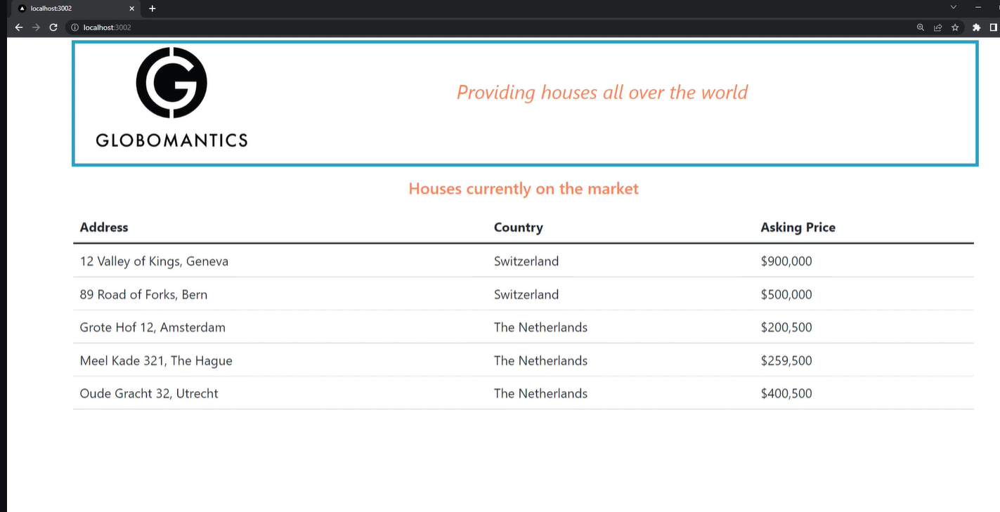 localhost:3002
localhost:3002
GLOBOMANTICS
Providing houses all over the world
Houses currently on the market
Address Country Asking Price
12 Valley of Kings, Geneva Switzerland $900,000
89 Road of Forks, Bern Switzerland $500,000
Grote Hof 12, Amsterdam The Netherlands $200,500
Meel Kade 321, The Hague The Netherlands $259,500
Oude Gracht 32, Utrecht The Netherlands $400,500